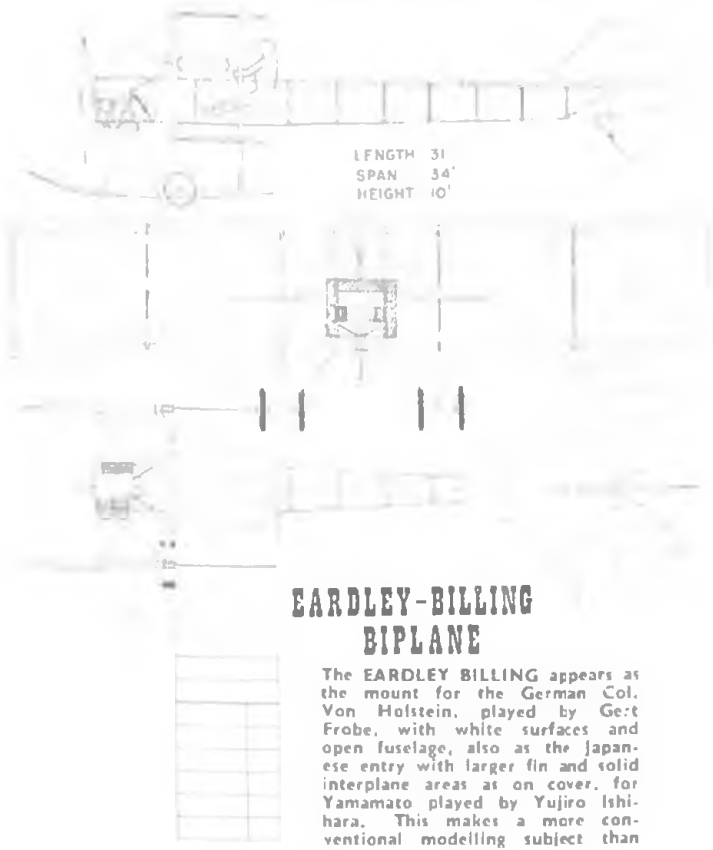 LENGTH 31
SPAN 34'
HEIGHT 10'
EARDLEY-BILLING
BIPLANE
The EARDLEY BILLING appears as
the mount for the German Col.
Von Holstein, played by Gert
Frobe, with white surfaces and
open fuselage, also as the Japan-
ese entry with larger fin and solid
interplane areas as on cover, for
Yamamato played by Yujiro Ishi-
hara. This makes a more con-
ventional modelling subject than